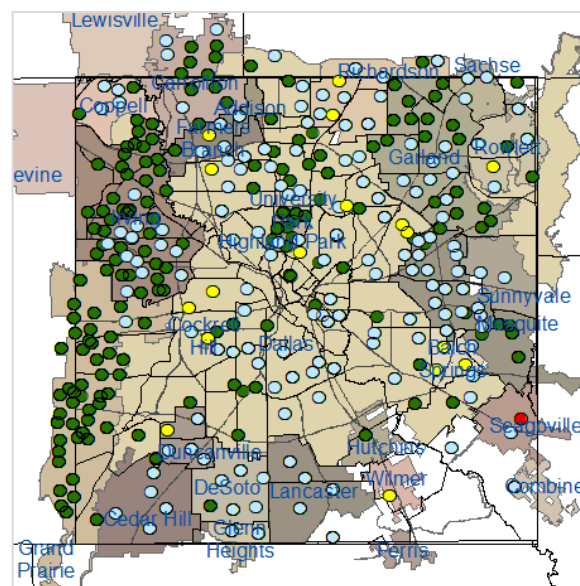 Lewisville
Carrollton
Richardson
Sachse
Coppell
Addison
Farmers
Branch
Garland
Rowlett
evine
University
Park
Irving
Highland Park
Sunnyvale
Mesquite
Cockrell
Hill
Dallas
Balch
Springs
Seagoville
Duncanville
Hutchins
DeSoto
Lancaster
Wilmer
Combine
Cedar Hill
Glenn
Heights
Ferris
Grand
Prairie